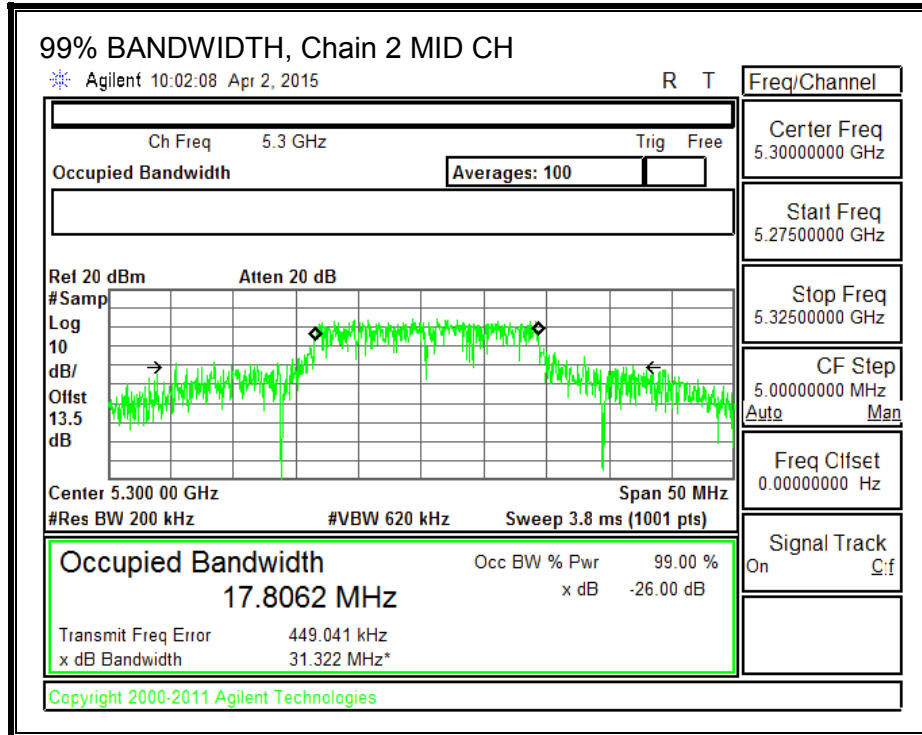 99% BANDWIDTH, Chain 2 MID CH
Agilent 10:02:08 Apr 2, 2015 R T
Freq/Channel
Ch Freq 5.3 GHz Trig Free
Occupied Bandwidth Averages: 100
Center Freq
5.30000000 GHz
Start Freq
5.27500000 GHz
Stop Freq
5.32500000 GHz
CF Step
5.00000000 MHz
Auto Man
Freq Offset
0.00000000 Hz
Signal Track
On Off
Ref 20 dBm Atten 20 dB
#Samp
Log
10
dB/
Offst
13.5
dB
Center 5.300 00 GHz Span 50 MHz
#Res BW 200 kHz #VBW 620 kHz Sweep 3.8 ms (1001 pts)
Occupied Bandwidth
17.8062 MHz
Occ BW % Pwr 99.00 %
x dB -26.00 dB
Transmit Freq Error 449.041 kHz
x dB Bandwidth 31.322 MHz*
Copyright 2000-2011 Agilent Technologies